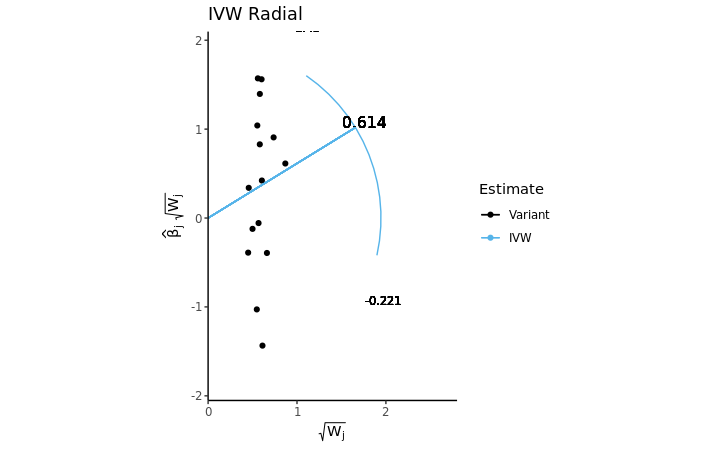 IVW Radial
2
1
0
-1
-2
0.614
-0.221
0
1
2
β̂j √Wj
√Wj
Estimate
Variant
IVW